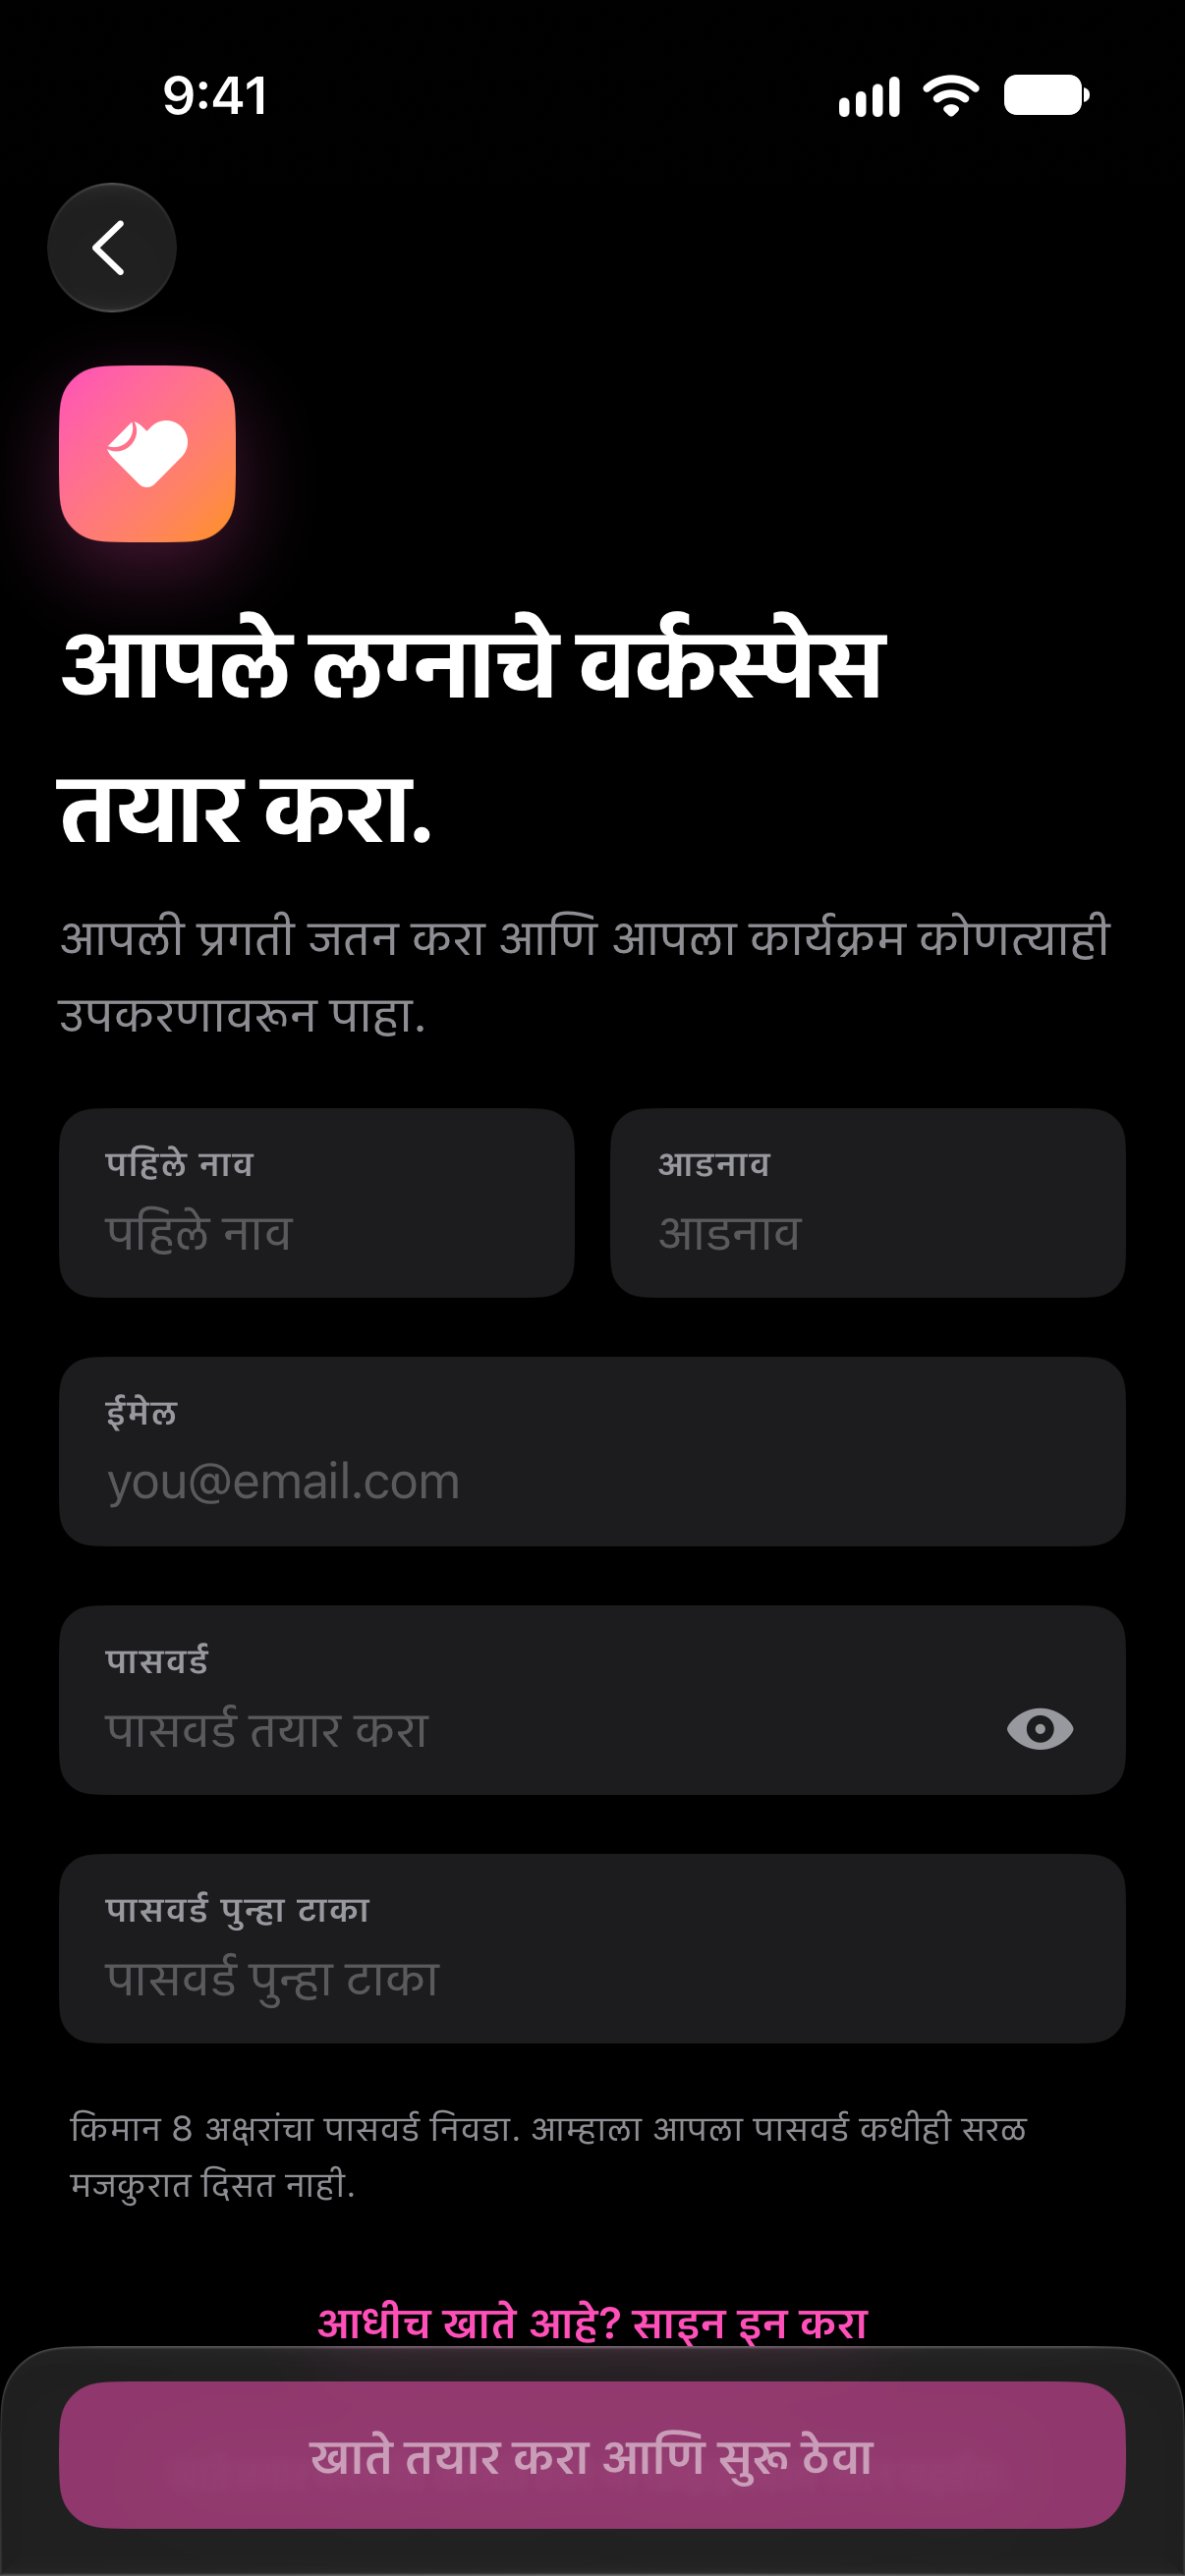 9:41
आपले लग्नाचे वर्कस्पेस
तयार करा.
आपली प्रगती जतन करा आणि आपला कार्यक्रम कोणत्याही
उपकरणावरून पाहा.
पहिले नाव
पहिले नाव
आडनाव
आडनाव
ईमेल
you@email.com
पासवर्ड
पासवर्ड तयार करा
पासवर्ड पुन्हा टाका
पासवर्ड पुन्हा टाका
किमान 8 अक्षरांचा पासवर्ड निवडा. आम्हाला आपला पासवर्ड कधीही सरळ
मजकुरात दिसत नाही.
आधीच खाते आहे? साइन इन करा
खाते तयार करा आणि सुरू ठेवा